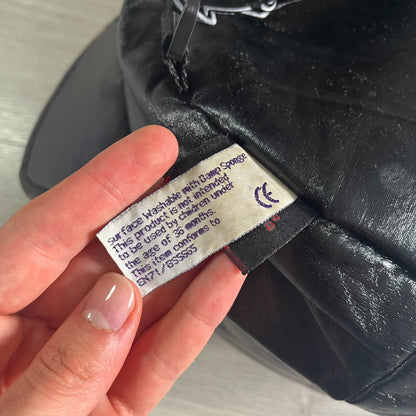 Surface Washable with Damp Sponge
This product is not intended
to be used by children under
the age of 36 months.
This item conforms to
EN71/BS5665
CE